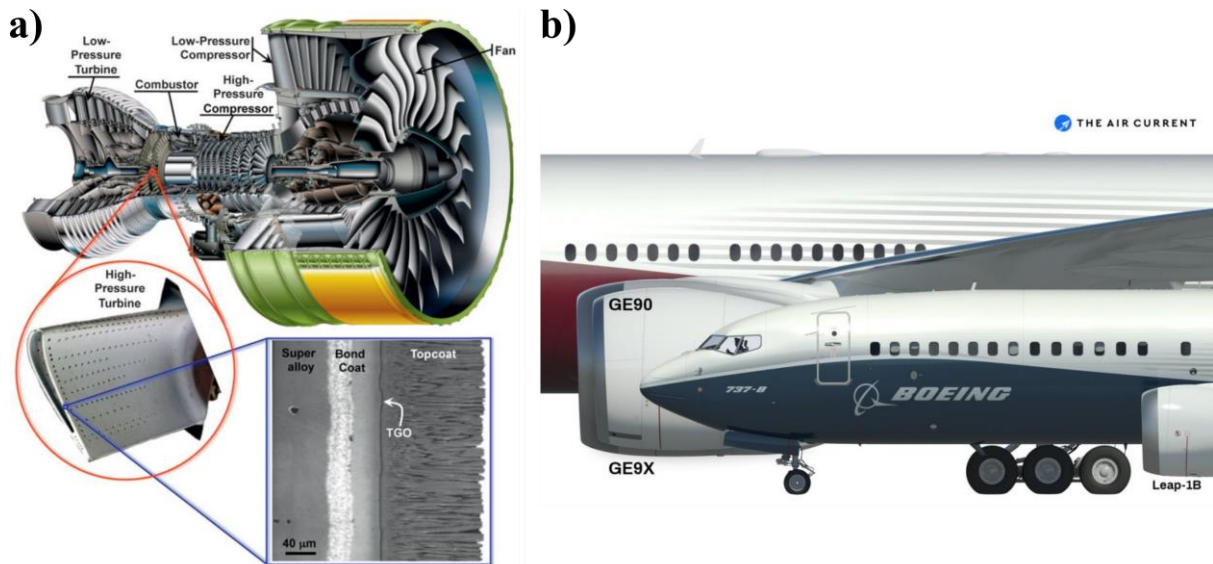 a)
Low-
Pressure
Turbine
Combustor
Low-Pressure
Compressor
High-
Pressure
Compressor
Fan
High-
Pressure
Turbine
Super
alloy
Bond
Coat
Topcoat
TGO
40 μm
b)
THE AIR CURRENT
GE90
737-8
BOEING
GE9X
Leap-1B